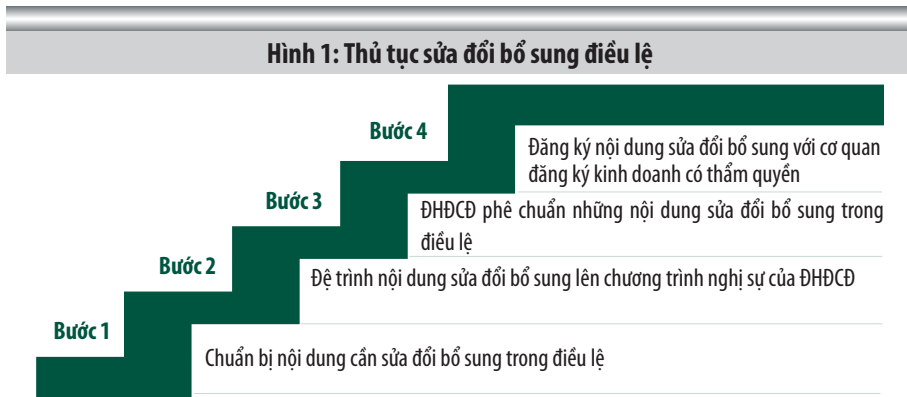 Hình 1: Thủ tục sửa đổi bổ sung điều lệ
Bước 4
Đăng ký nội dung sửa đổi bổ sung với cơ quan
đăng ký kinh doanh có thẩm quyền
Bước 3
ĐHĐCĐ phê chuẩn những nội dung sửa đổi bổ sung trong
điều lệ
Bước 2
Đệ trình nội dung sửa đổi bổ sung lên chương trình nghị sự của ĐHĐCĐ
Bước 1
Chuẩn bị nội dung cần sửa đổi bổ sung trong điều lệ